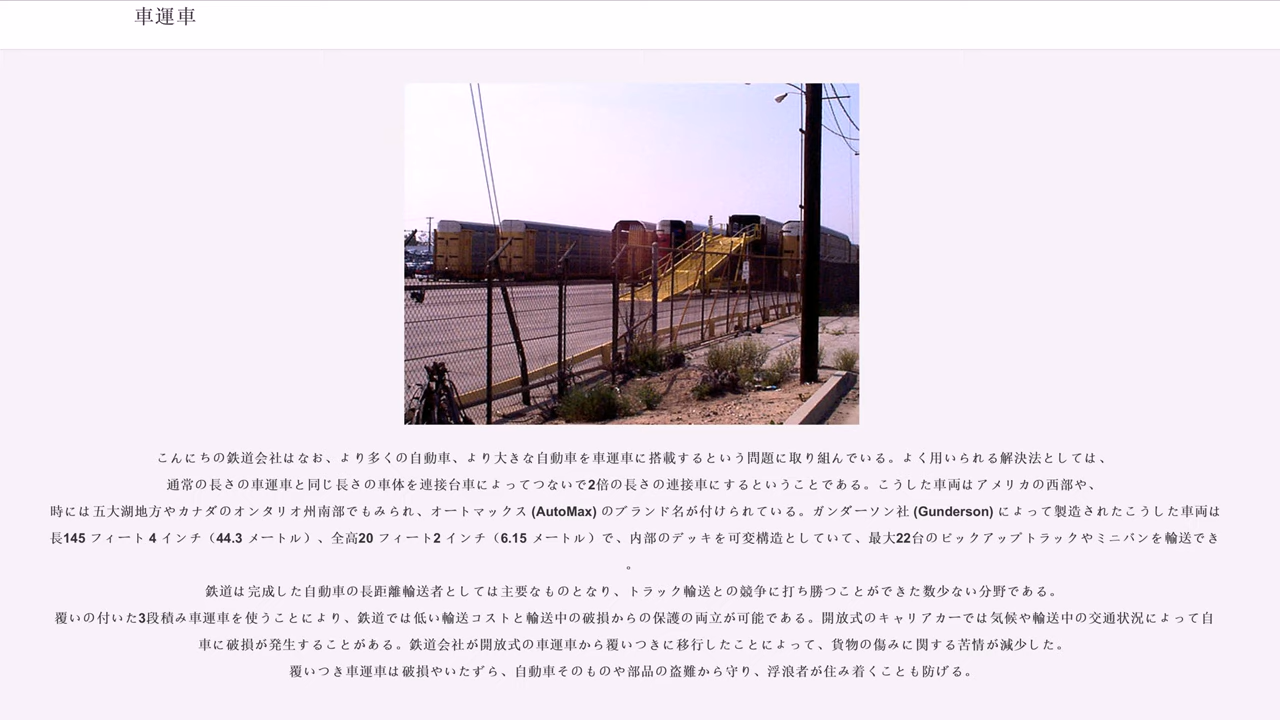 車運車
こんにちの鉄道会社はなお、より多くの自動車、より大きな自動車を車運車に搭載するという問題に取り組んでいる。よく用いられる解決法としては、
通常の長さの車運車と同じ長さの車体を連接台車によってつないで2倍の長さの連接車にするということである。こうした車両はアメリカの西部や、
時には五大湖地方やカナダのオンタリオ州南部でもみられ、オートマックス (AutoMax) のブランド名が付けられている。ガンダーソン社 (Gunderson) によって製造されたこうした車両は
長145 フィート 4 インチ（44.3 メートル）、全高20 フィート2 インチ（6.15 メートル）で、内部のデッキを可変構造としていて、最大22台のピックアップトラックやミニバンを輸送でき
。
鉄道は完成した自動車の長距離輸送者としては主要なものとなり、トラック輸送との競争に打ち勝つことができた数少ない分野である。
覆いの付いた3段積み車運車を使うことにより、鉄道では低い輸送コストと輸送中の破損からの保護の両立が可能である。開放式のキャリアカーでは気候や輸送中の交通状況によって自
車に破損が発生することがある。鉄道会社が開放式の車運車から覆いつきに移行したことによって、貨物の傷みに関する苦情が減少した。
覆いつき車運車は破損やいたずら、自動車そのものや部品の盗難から守り、浮浪者が住み着くことも防げる。